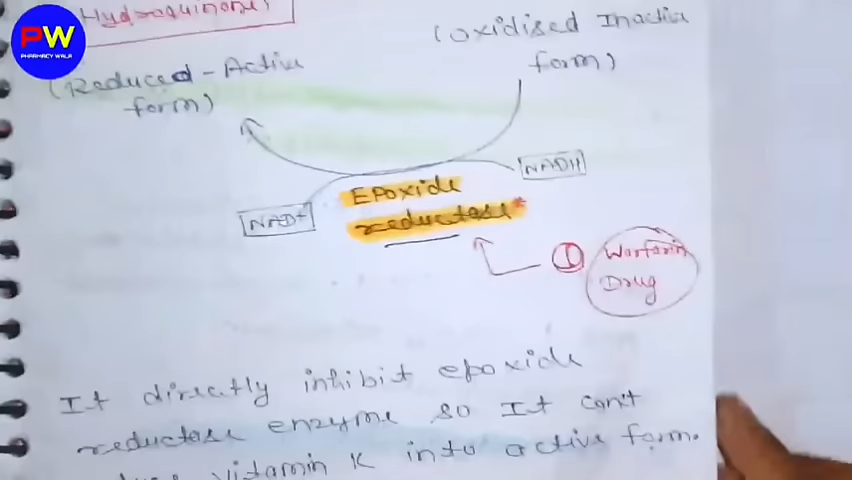 PW
PHARMACY WALA
Hydroquinone)
(Reduced - Active
form)
(oxidised Inactive
form)
NADH
NAD+
Epoxide
reductase*
I
Warfarin
Drug
It directly inhibit epoxide
reductase enzyme so It can't
vitamin K into active form.